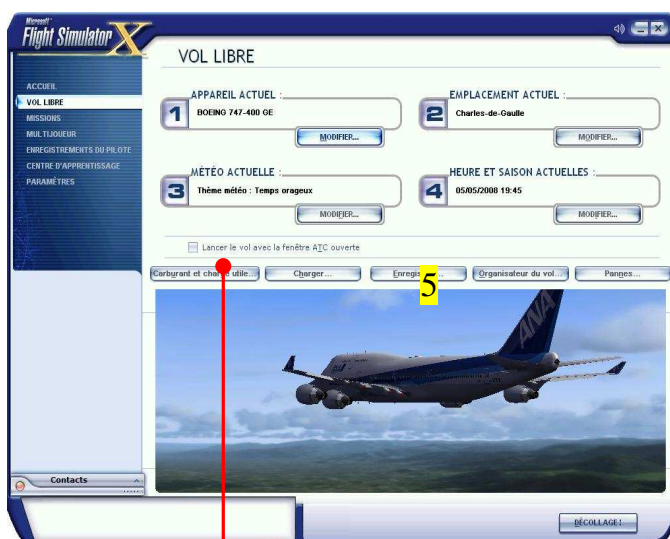 Microsoft
Flight Simulator X
VOL LIBRE
ACCUEIL
VOL LIBRE
MISSIONS
MULTIJOUEUR
ENREGISTREMENTS DU PILOTE
CENTRE D'APPRENTISSAGE
PARAMÈTRES
1
APPAREIL ACTUEL :
BOEING 747-400 GE
MODIFIER...
2
EMPLACEMENT ACTUEL :
Charles-de-Gaulle
MODIFIER...
3
MÉTÉO ACTUELLE :
Thème météo : Temps orageux
MODIFIER...
4
HEURE ET SAISON ACTUELLES :
05/05/2008 19:45
MODIFIER...
Lancer le vol avec la fenêtre ATC ouverte
Carburant et charge utile... Charger... Organisateur du vol... Pannes...
5
ANA
Contacts
DÉCOLLAGE !